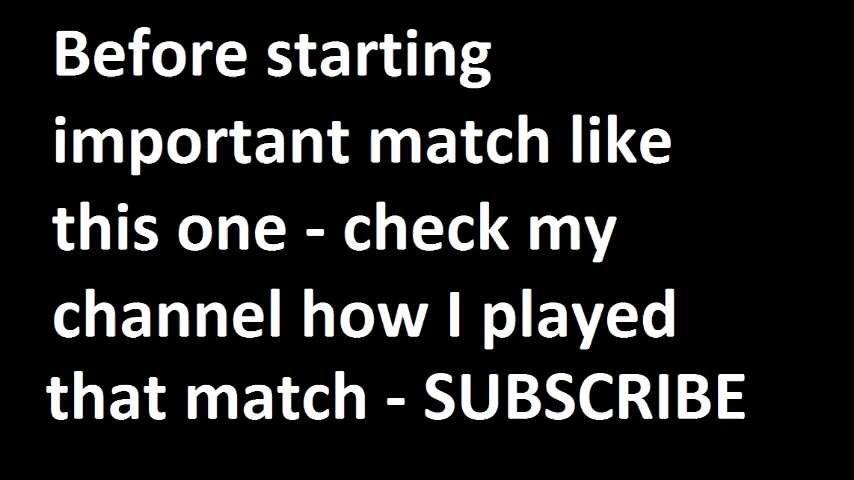 Before starting
important match like
this one - check my
channel how I played
that match - SUBSCRIBE